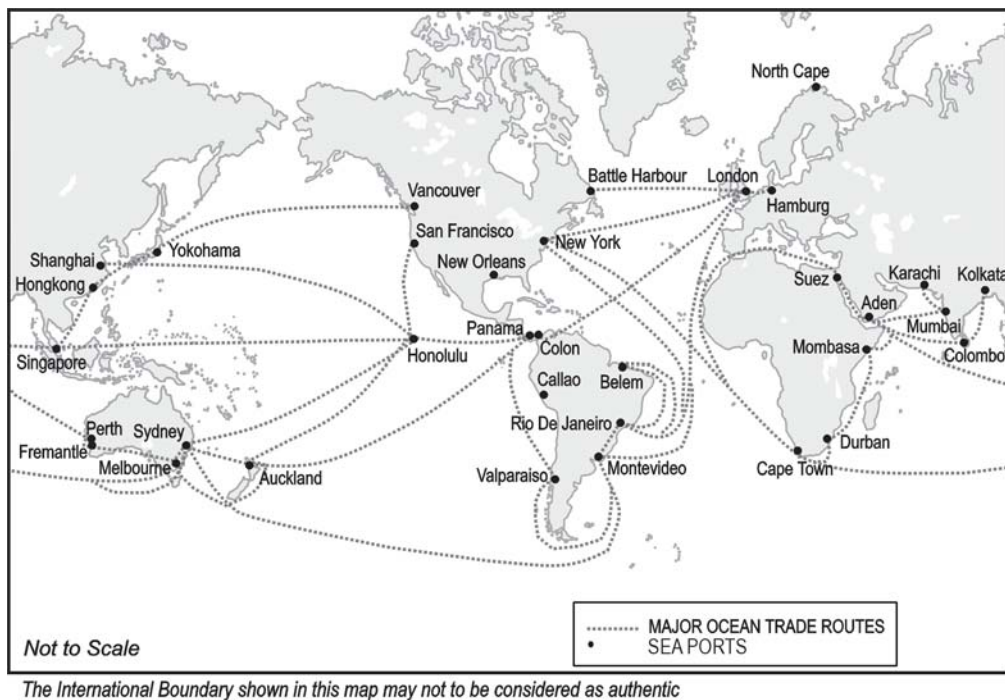 North Cape
Battle Harbour
London
Hamburg
Vancouver
San Francisco
New York
New Orleans
Yokohama
Shanghai
Hongkong
Suez
Karachi
Kolkata
Aden
Mumbai
Panama
Colon
Honolulu
Singapore
Mombasa
Colombo
Callao
Belem
Rio De Janeiro
Perth
Sydney
Fremantle
Melbourne
Auckland
Valparaiso
Montevideo
Durban
Cape Town
MAJOR OCEAN TRADE ROUTES
SEA PORTS
Not to Scale
The International Boundary shown in this map may not to be considered as authentic